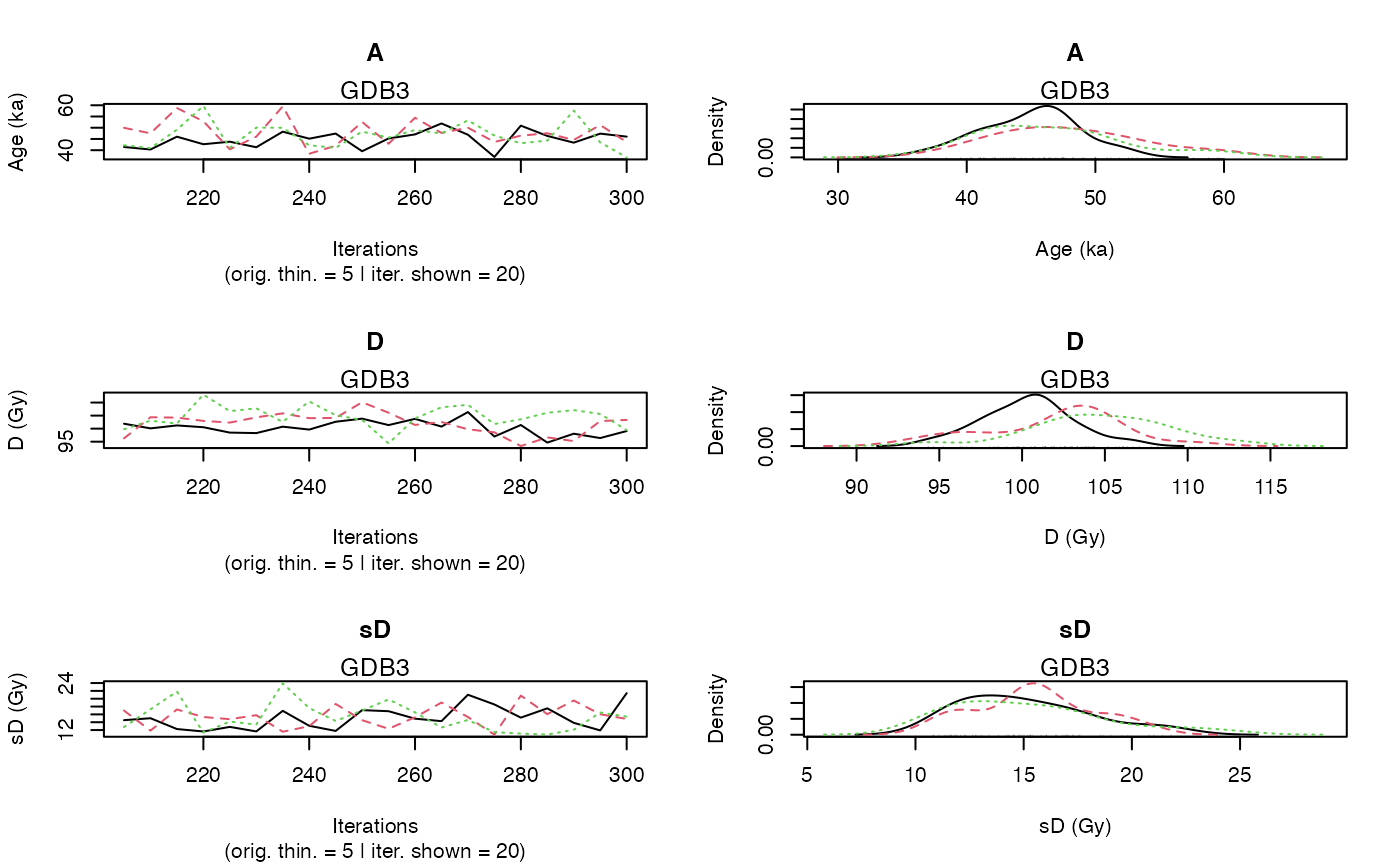 A
GDB3
Age (ka)
60
40
220 240 260 280 300
Iterations
(orig. thin. = 5 | iter. shown = 20)
A
GDB3
Density
0.00
30 40 50 60
Age (ka)
D
GDB3
D (Gy)
95
220 240 260 280 300
Iterations
(orig. thin. = 5 | iter. shown = 20)
D
GDB3
Density
0.00
90 95 100 105 110 115
D (Gy)
sD
GDB3
sD (Gy)
24
12
220 240 260 280 300
Iterations
(orig. thin. = 5 | iter. shown = 20)
sD
GDB3
Density
0.00
5 10 15 20 25
sD (Gy)